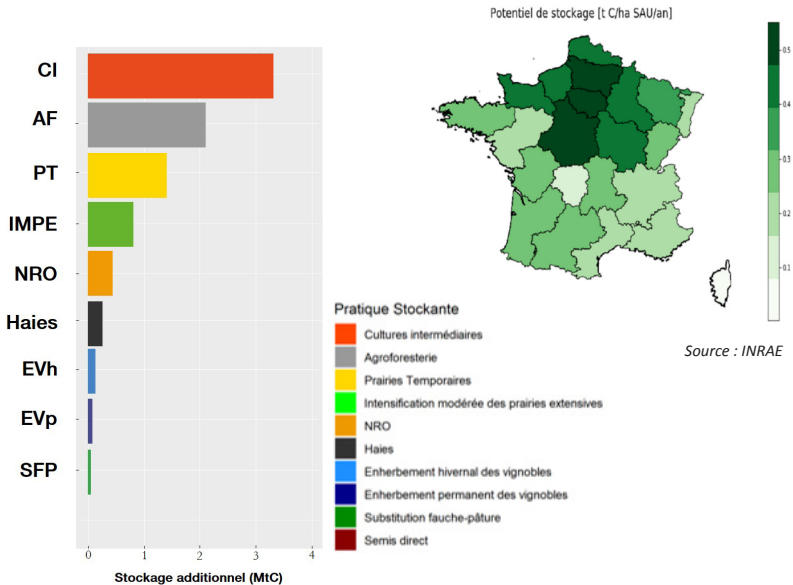 Potentiel de stockage [t C/ha SAU/an]
CI
AF
PT
IMPE
NRO
Haies
EVh
EVp
SFP
0 1 2 3 4
Stockage additionnel (MtC)
0.5
0.4
0.3
0.2
0.1
Source : INRAE
Pratique Stockante
Cultures intermédiaires
Agroforesterie
Prairies Temporaires
Intensification modérée des prairies extensives
NRO
Haies
Enherbement hivernal des vignobles
Enherbement permanent des vignobles
Substitution fauche-pâture
Semis direct